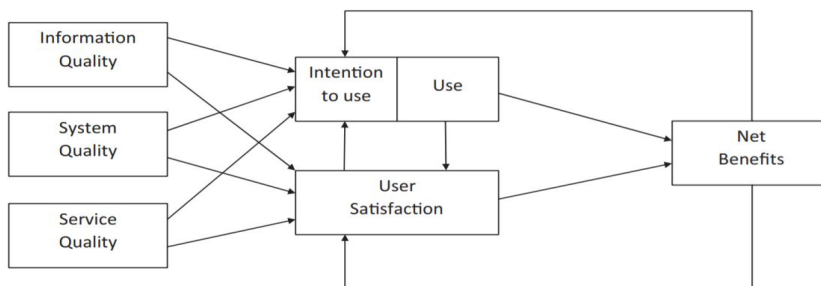 Information
Quality
System
Quality
Service
Quality
Intention
to use
Use
User
Satisfaction
Net
Benefits